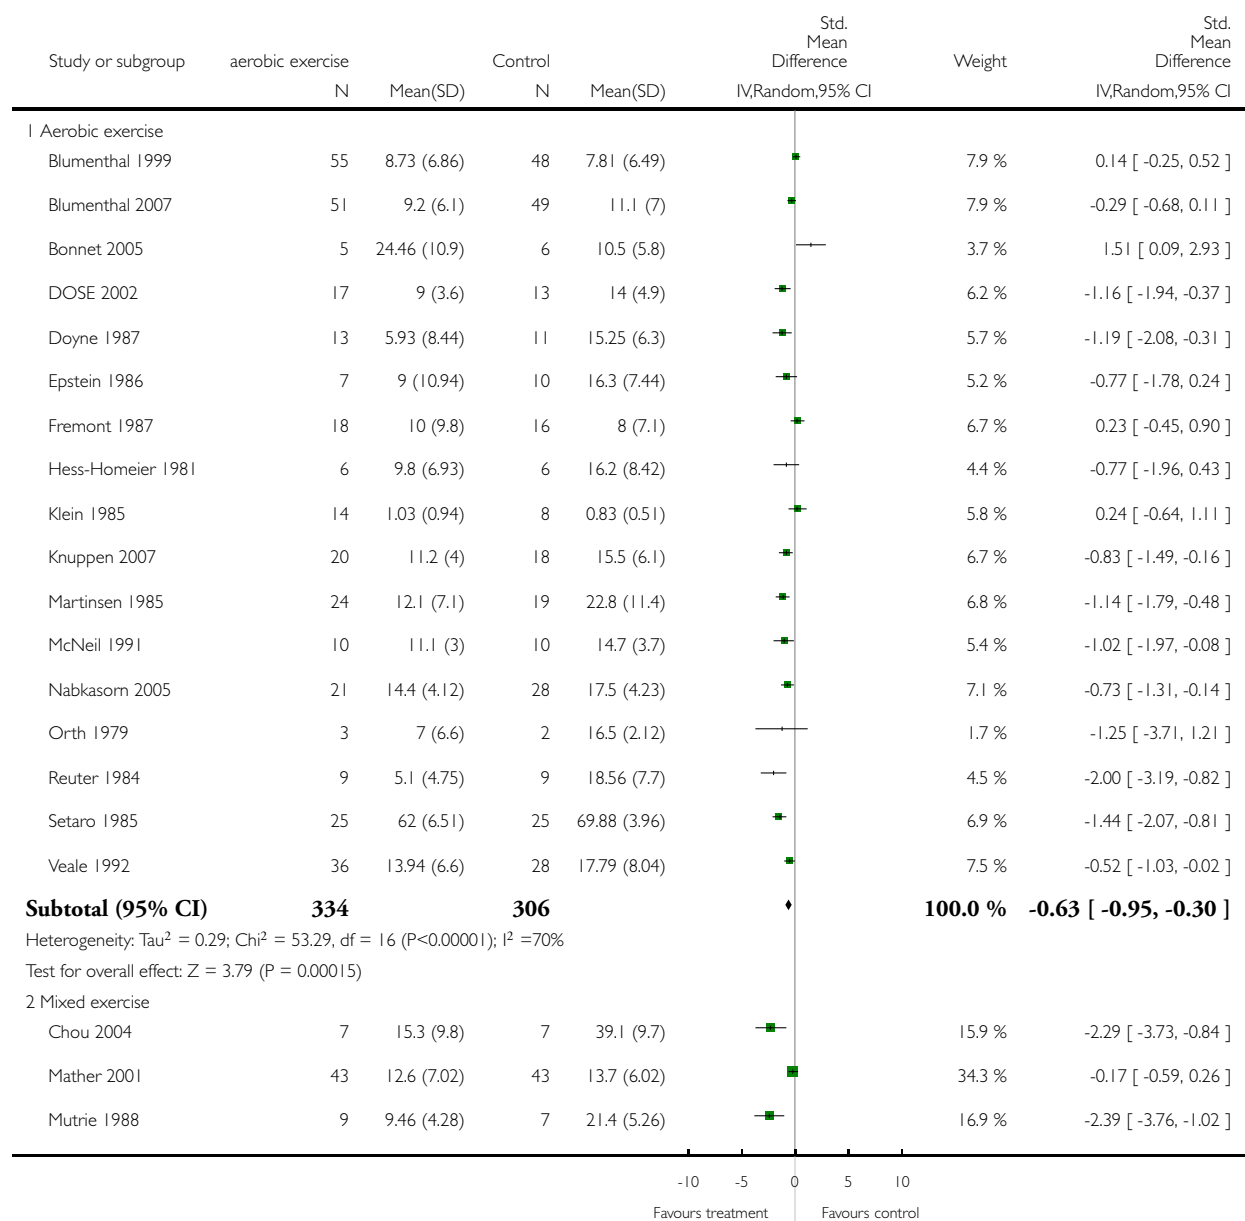 Std. Mean Difference Std. Mean Difference
Study or subgroup aerobic exercise Control Weight
N Mean(SD) N Mean(SD) IV,Random,95% CI IV,Random,95% CI
1 Aerobic exercise
Blumenthal 1999 55 8.73 (6.86) 48 7.81 (6.49) 7.9 % 0.14 [ -0.25, 0.52 ]
Blumenthal 2007 51 9.2 (6.1) 49 11.1 (7) 7.9 % -0.29 [ -0.68, 0.11 ]
Bonnet 2005 5 24.46 (10.9) 6 10.5 (5.8) 3.7 % 1.51 [ 0.09, 2.93 ]
DOSE 2002 17 9 (3.6) 13 14 (4.9) 6.2 % -1.16 [ -1.94, -0.37 ]
Doyne 1987 13 5.93 (8.44) 11 15.25 (6.3) 5.7 % -1.19 [ -2.08, -0.31 ]
Epstein 1986 7 9 (10.94) 10 16.3 (7.44) 5.2 % -0.77 [ -1.78, 0.24 ]
Fremont 1987 18 10 (9.8) 16 8 (7.1) 6.7 % 0.23 [ -0.45, 0.90 ]
Hess-Homeier 1981 6 9.8 (6.93) 6 16.2 (8.42) 4.4 % -0.77 [ -1.96, 0.43 ]
Klein 1985 14 1.03 (0.94) 8 0.83 (0.51) 5.8 % 0.24 [ -0.64, 1.11 ]
Knuppen 2007 20 11.2 (4) 18 15.5 (6.1) 6.7 % -0.83 [ -1.49, -0.16 ]
Martinsen 1985 24 12.1 (7.1) 19 22.8 (11.4) 6.8 % -1.14 [ -1.79, -0.48 ]
McNeil 1991 10 11.1 (3) 10 14.7 (3.7) 5.4 % -1.02 [ -1.97, -0.08 ]
Nabkasorn 2005 21 14.4 (4.12) 28 17.5 (4.23) 7.1 % -0.73 [ -1.31, -0.14 ]
Orth 1979 3 7 (6.6) 2 16.5 (2.12) 1.7 % -1.25 [ -3.71, 1.21 ]
Reuter 1984 9 5.1 (4.75) 9 18.56 (7.7) 4.5 % -2.00 [ -3.19, -0.82 ]
Setaro 1985 25 62 (6.51) 25 69.88 (3.96) 6.9 % -1.44 [ -2.07, -0.81 ]
Veale 1992 36 13.94 (6.6) 28 17.79 (8.04) 7.5 % -0.52 [ -1.03, -0.02 ]
Subtotal (95% CI) 334 306 100.0 % -0.63 [ -0.95, -0.30 ]
Heterogeneity: Tau² = 0.29; Chi² = 53.29, df = 16 (P<0.00001); I² =70%
Test for overall effect: Z = 3.79 (P = 0.00015)
2 Mixed exercise
Chou 2004 7 15.3 (9.8) 7 39.1 (9.7) 15.9 % -2.29 [ -3.73, -0.84 ]
Mather 2001 43 12.6 (7.02) 43 13.7 (6.02) 34.3 % -0.17 [ -0.59, 0.26 ]
Mutrie 1988 9 9.46 (4.28) 7 21.4 (5.26) 16.9 % -2.39 [ -3.76, -1.02 ]
-10 -5 0 5 10
Favours treatment Favours control